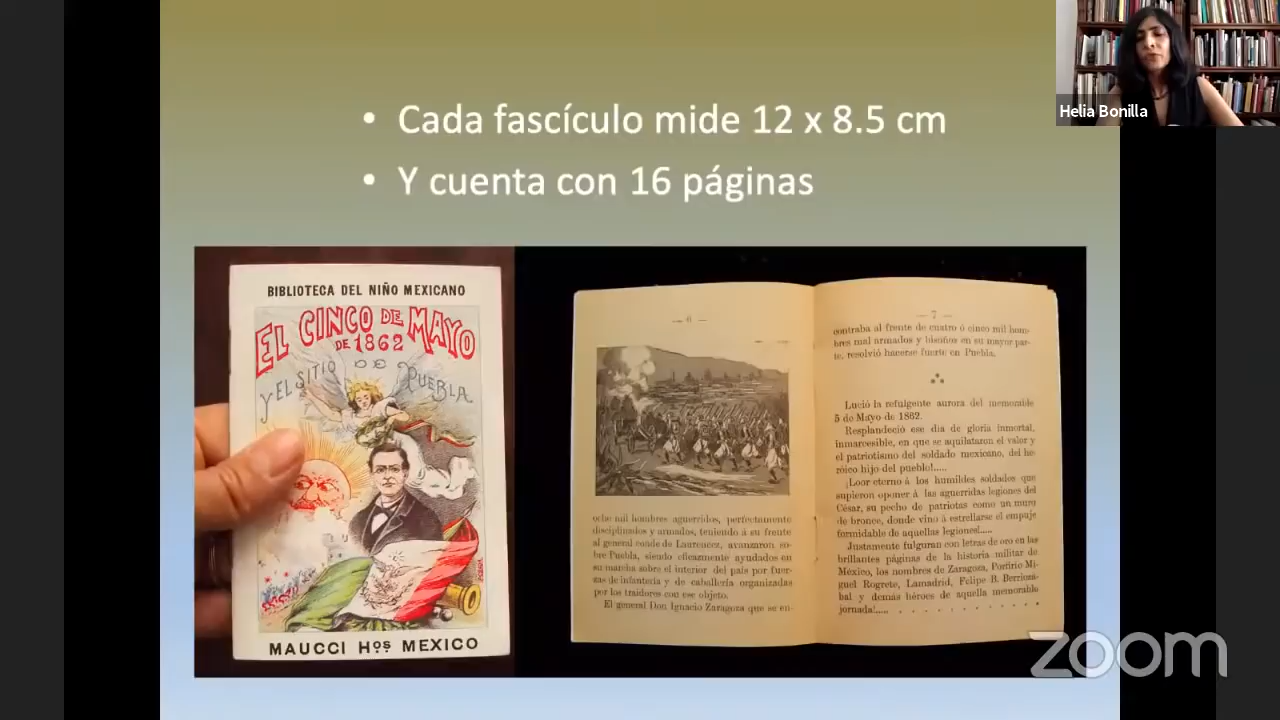 • Cada fascículo mide 12 x 8.5 cm
• Y cuenta con 16 páginas
Helia Bonilla
BIBLIOTECA DEL NIÑO MEXICANO
EL CINCO DE MAYO
DE 1862
Y EL SITIO DE PUEBLA
MAUCCI Hos MEXICO
— 6 —
ocho mil hombres aguerridos, perfectamente
disciplinados y armados, teniendo á su frente
al general conde de Laurencez, avanzaron so-
bre Puebla, siendo eficazmente ayudados en
su marcha sobre el interior del país por fuer-
zas de infantería y de caballería organizadas
por los traidores con ese objeto.
El general Don Ignacio Zaragoza que se en-
— 7 —
contraba al frente de cuatro ó cinco mil hom-
bres mal armados y bisoños en su mayor par-
te, resolvió hacerse fuerte en Puebla.
Lució la refulgente aurora del memorable
5 de Mayo de 1862.
Resplandeció ese día de gloria inmortal,
inmarcesible, en que se aquilataron el valor y
el patriotismo del soldado mexicano, del he-
róico hijo del pueblo!.....
¡Loor eterno á los humildes soldados que
supieron oponer á las aguerridas legiones del
César, su pecho de patriotas como un muro
de bronce, donde vino á estrellarse el empuje
formidable de aquellas legiones!.....
Justamente fulguran con letras de oro en las
brillantes páginas de la historia militar de
México, los nombres de Zaragoza, Porfirio Mi-
guel Rogrete, Lamadrid, Felipe B. Berriozá-
bal y demás héroes de aquella memorable
jornada!.....
zoom